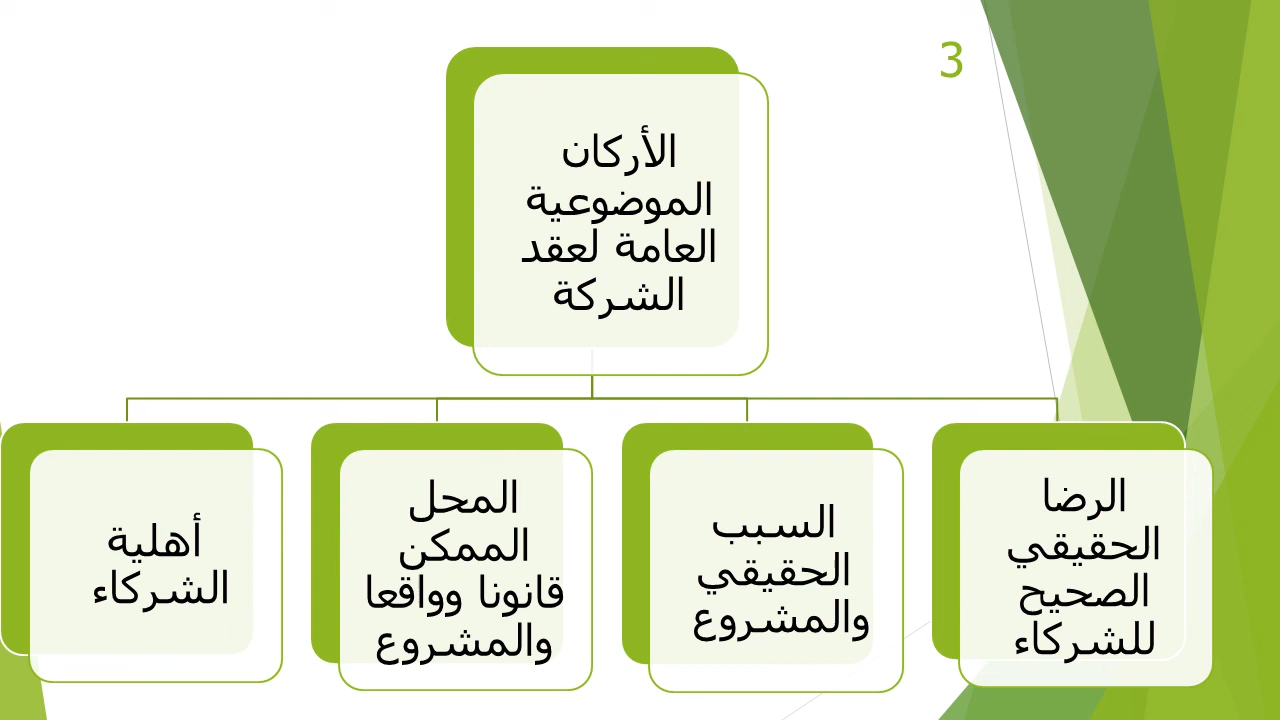 3
الأركان
الموضوعية
العامة لعقد
الشركة
الرضا
الحقيقي
الصحيح
للشركاء
السبب
الحقيقي
والمشروع
المحل
الممكن
قانونا وواقعا
والمشروع
أهلية
الشركاء